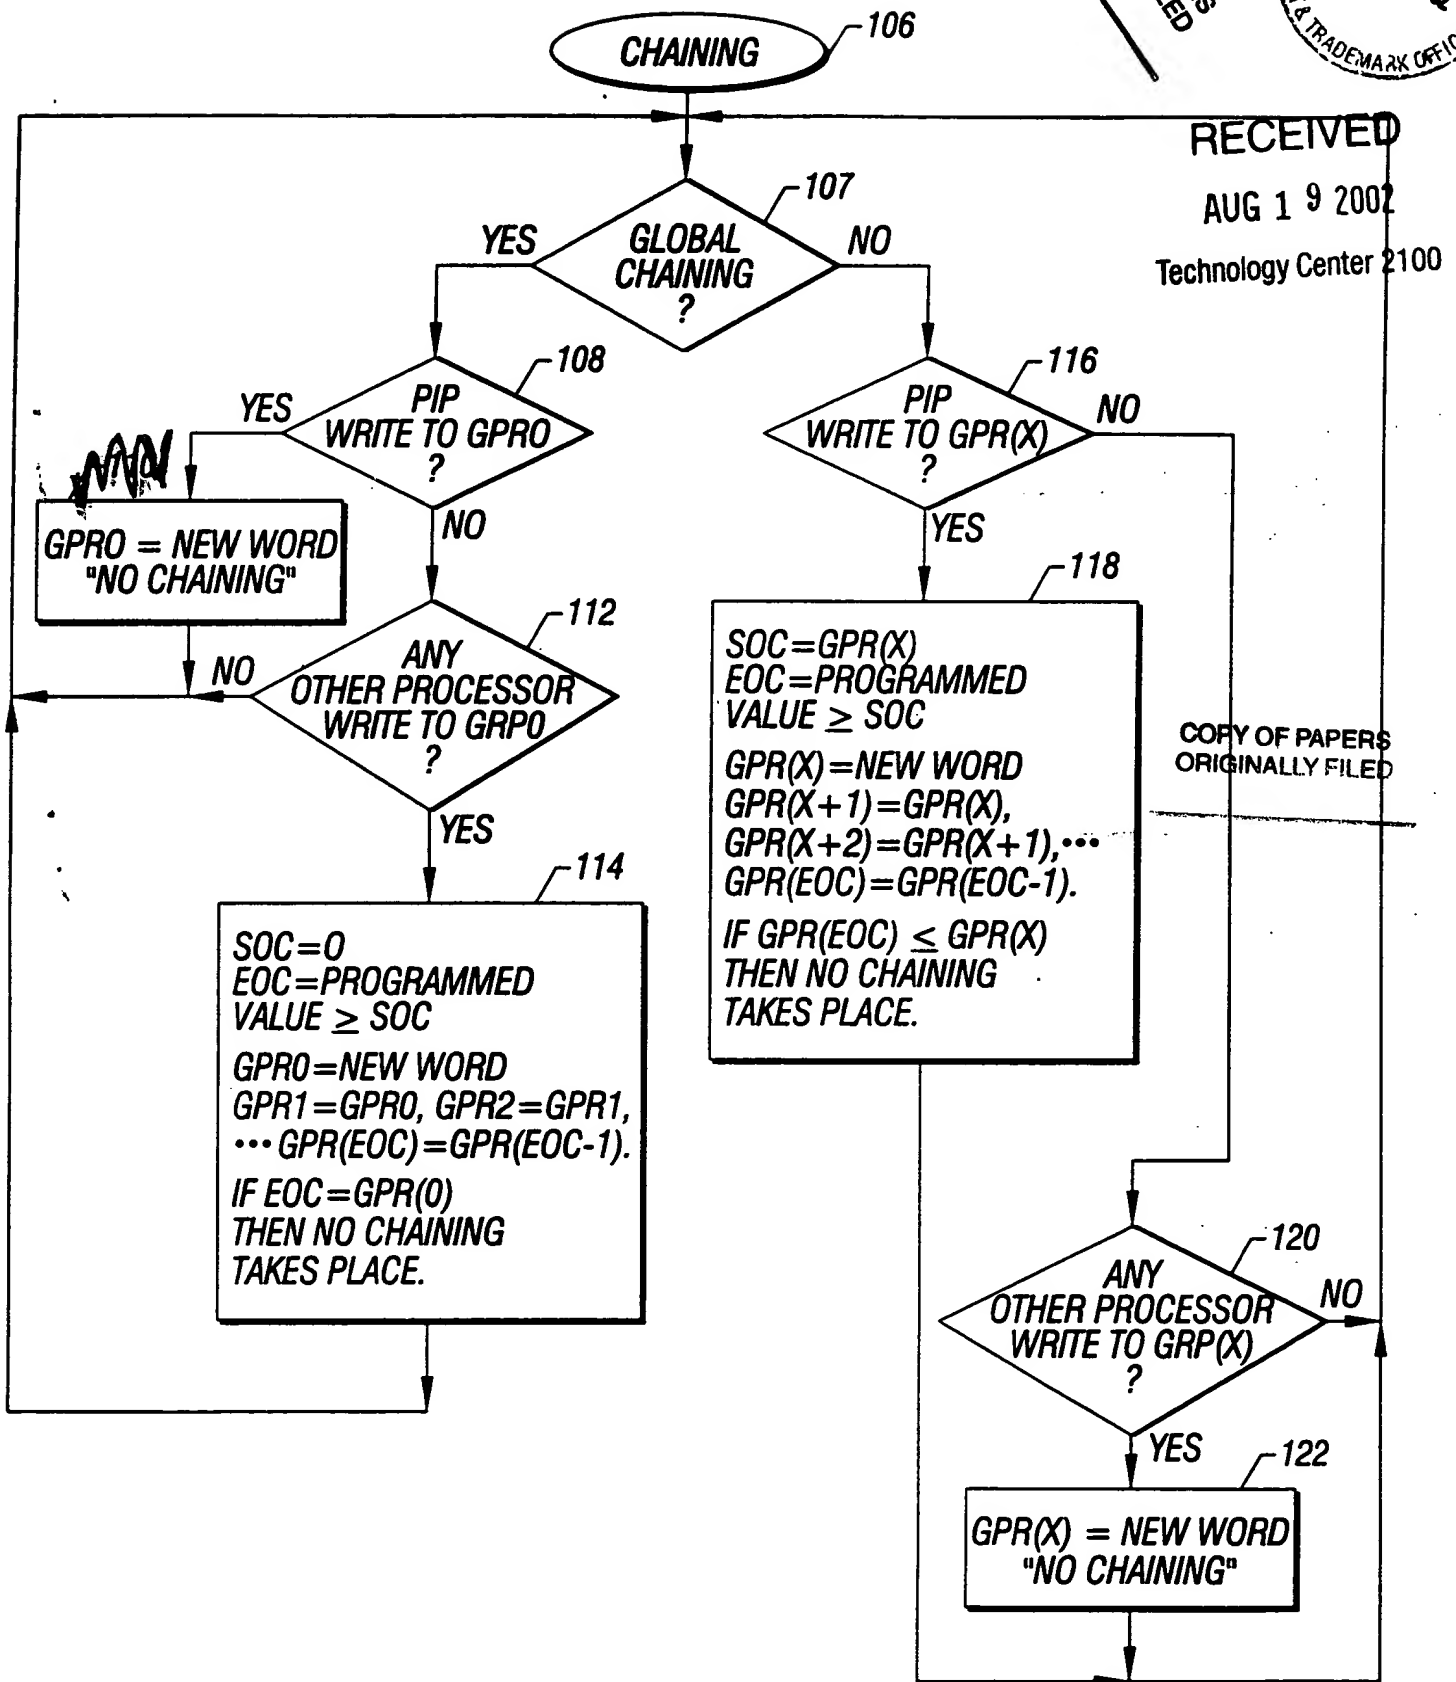 CHAINING
106
RECEIVED
AUG 19 2002
Technology Center 2100
& TRADEMARK OFFIC
107
GLOBAL
CHAINING
?
YES
NO
108
PIP
WRITE TO GPR0
?
YES
NO
116
PIP
WRITE TO GPR(X)
?
NO
YES
GPR0 = NEW WORD
"NO CHAINING"
112
ANY
OTHER PROCESSOR
WRITE TO GRP0
?
NO
YES
118
SOC=GPR(X)
EOC=PROGRAMMED
VALUE ≥ SOC
GPR(X)=NEW WORD
GPR(X+1)=GPR(X),
GPR(X+2)=GPR(X+1),•••
GPR(EOC)=GPR(EOC-1).
IF GPR(EOC) ≤ GPR(X)
THEN NO CHAINING
TAKES PLACE.
COPY OF PAPERS
ORIGINALLY FILED
114
SOC=0
EOC=PROGRAMMED
VALUE ≥ SOC
GPR0=NEW WORD
GPR1=GPR0, GPR2=GPR1,
••• GPR(EOC)=GPR(EOC-1).
IF EOC=GPR(0)
THEN NO CHAINING
TAKES PLACE.
120
ANY
OTHER PROCESSOR
WRITE TO GRP(X)
?
NO
YES
122
GPR(X) = NEW WORD
"NO CHAINING"